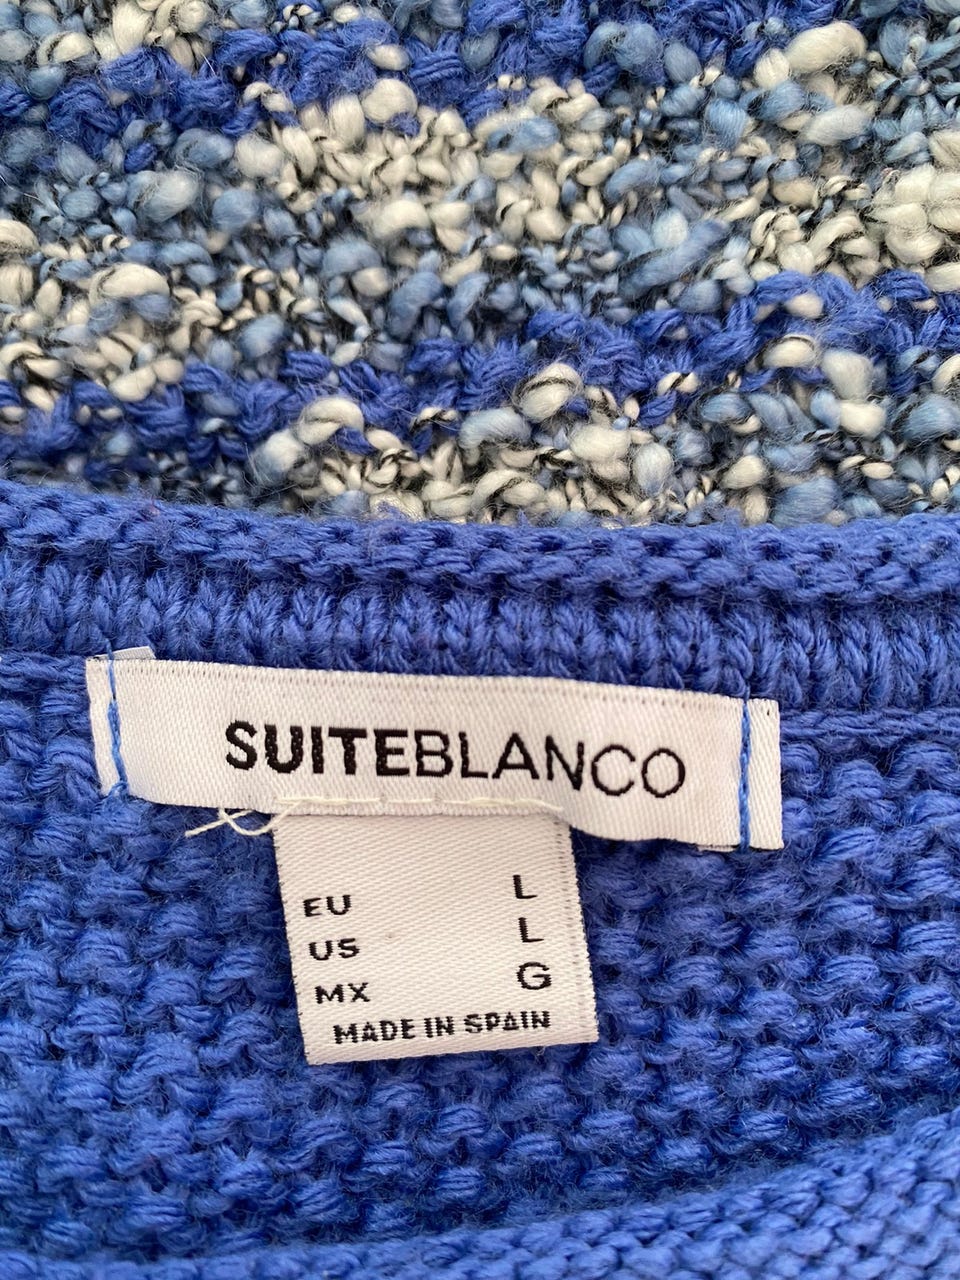 SUITEBLANCO
EU L
US L
MX G
MADE IN SPAIN